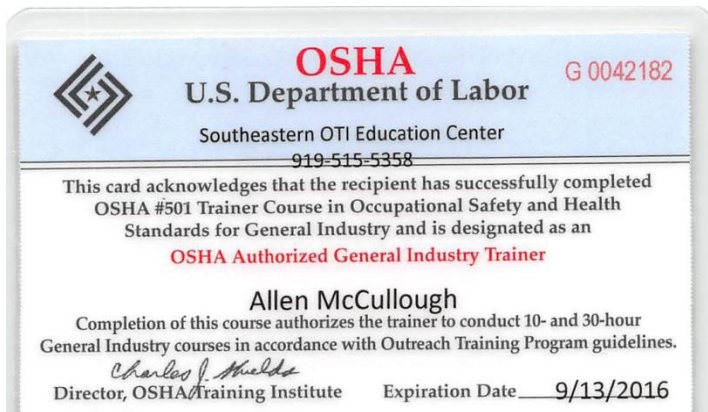 OSHA
G 0042182
U.S. Department of Labor
Southeastern OTI Education Center
919-515-5358
This card acknowledges that the recipient has successfully completed
OSHA #501 Trainer Course in Occupational Safety and Health
Standards for General Industry and is designated as an
OSHA Authorized General Industry Trainer
Allen McCullough
Completion of this course authorizes the trainer to conduct 10- and 30-hour
General Industry courses in accordance with Outreach Training Program guidelines.
Charles J. Shields
Director, OSHA Training Institute Expiration Date 9/13/2016